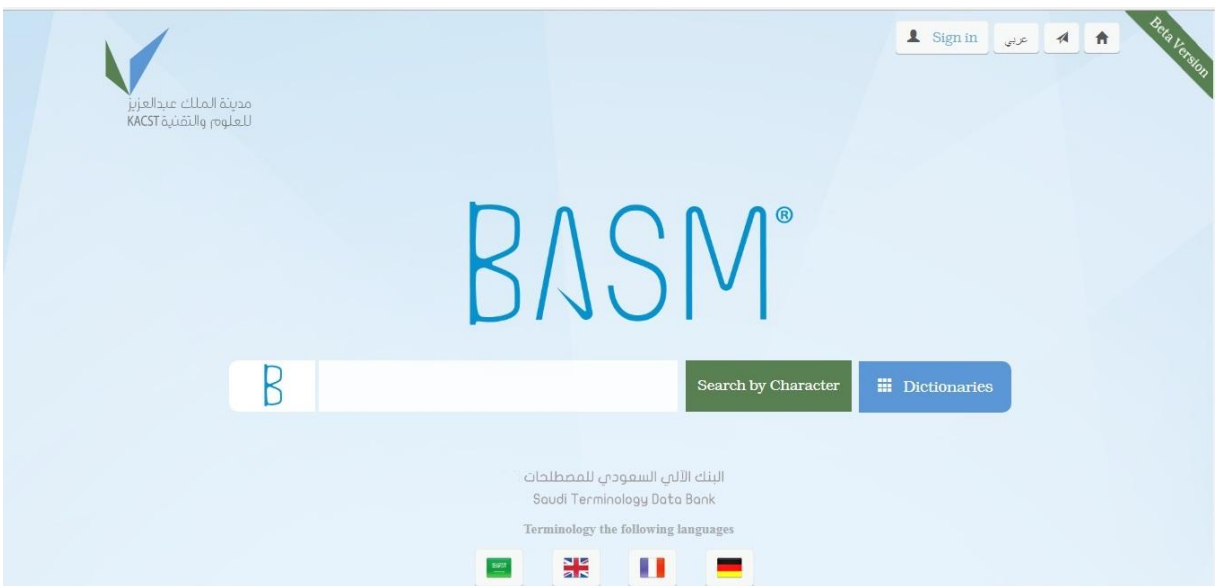 Sign in
عربي
Beta Version
مدينة الملك عبدالعزيز
للعلوم والتقنية KACST
BASM®
B
Search by Character
Dictionaries
البنك الآلي السعودي للمصطلحات
Saudi Terminology Data Bank
Terminology the following languages